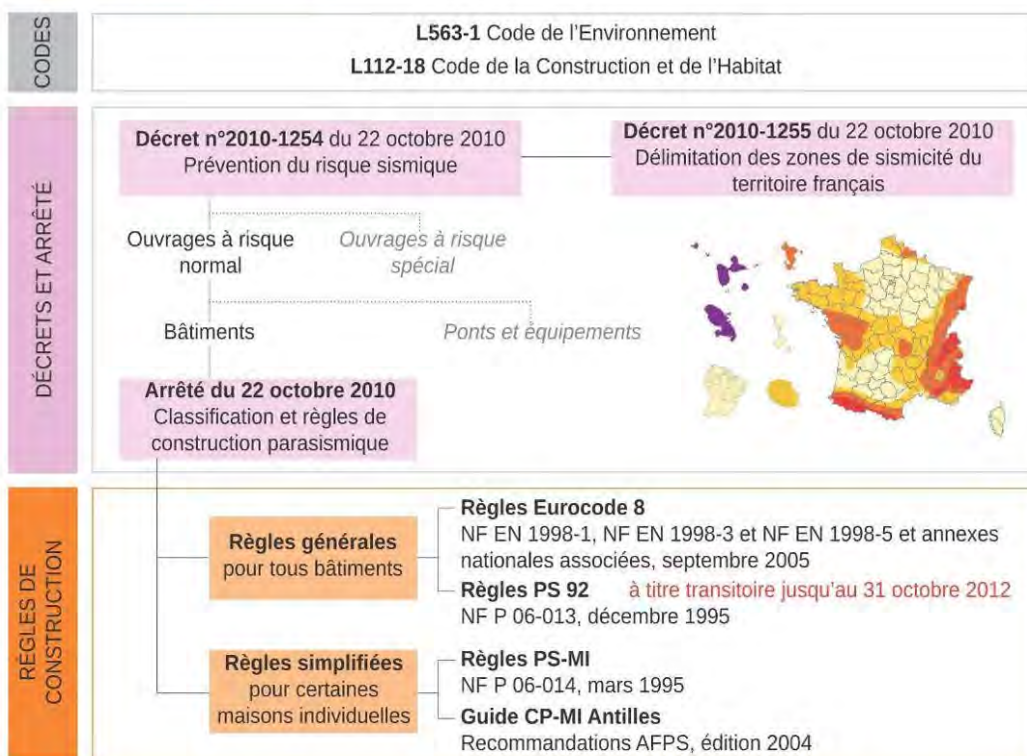 CODES
L563-1 Code de l'Environnement
L112-18 Code de la Construction et de l'Habitat
DÉCRETS ET ARRÊTÉ
Décret n°2010-1254 du 22 octobre 2010
Prévention du risque sismique
Décret n°2010-1255 du 22 octobre 2010
Délimitation des zones de sismicité du
territoire français
Ouvrages à risque
normal
Ouvrages à risque
spécial
Bâtiments
Ponts et équipements
Arrêté du 22 octobre 2010
Classification et règles de
construction parasismique
RÈGLES DE
CONSTRUCTION
Règles générales
pour tous bâtiments
Règles Eurocode 8
NF EN 1998-1, NF EN 1998-3 et NF EN 1998-5 et annexes
nationales associées, septembre 2005
Règles PS 92 à titre transitoire jusqu'au 31 octobre 2012
NF P 06-013, décembre 1995
Règles simplifiées
pour certaines
maisons individuelles
Règles PS-MI
NF P 06-014, mars 1995
Guide CP-MI Antilles
Recommandations AFPS, édition 2004